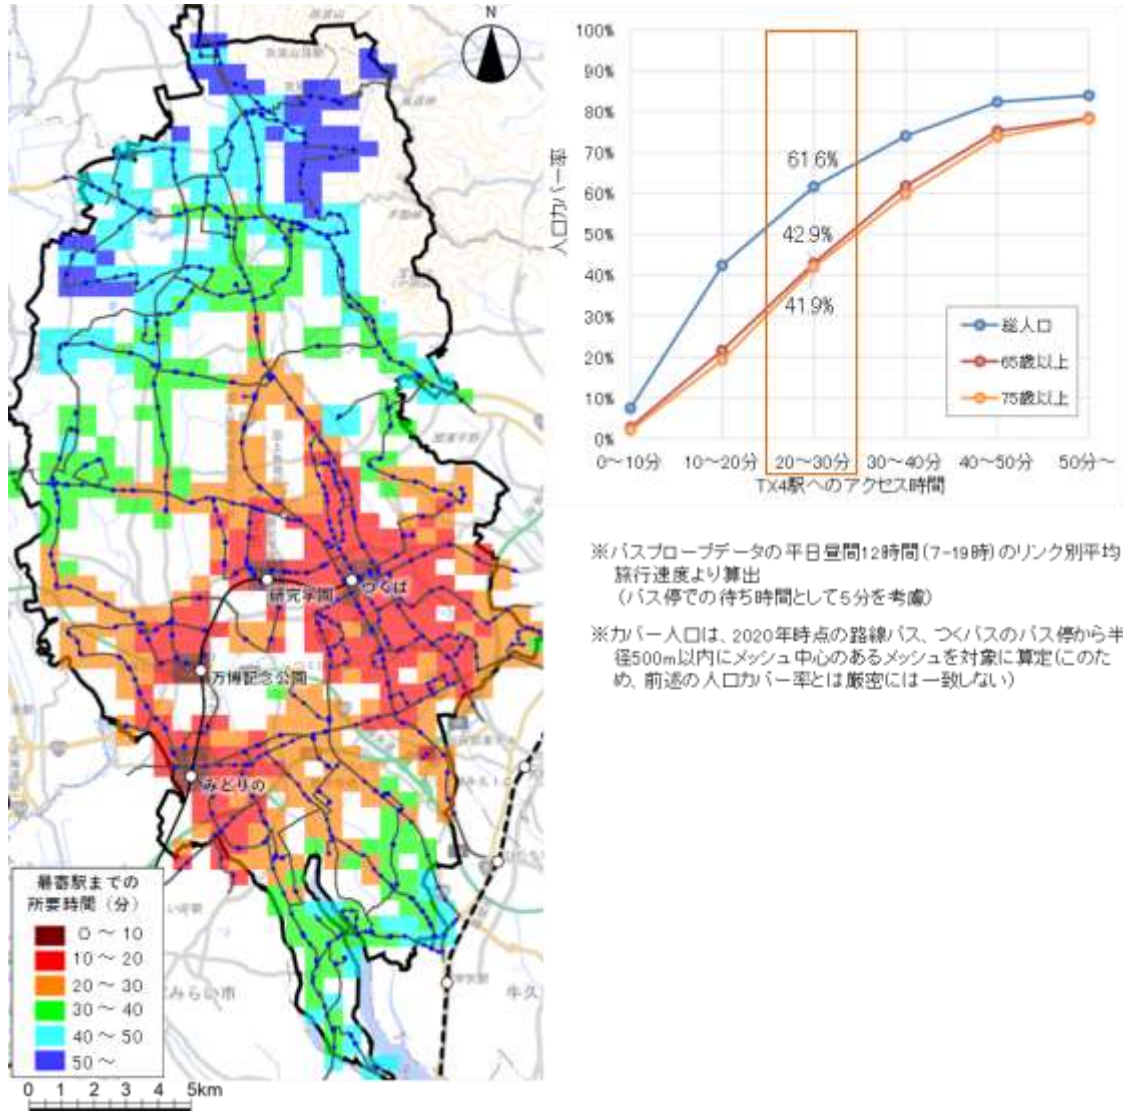 N
研究学園
つくば
万博記念公園
みどりの
牛久
最寄駅までの
所要時間(分)
0～10
10～20
20～30
30～40
40～50
50～
0 1 2 3 4 5km
100%
90%
80%
70%
60%
50%
40%
30%
20%
10%
0%
人口カバー率
61.6%
42.9%
41.9%
総人口
65歳以上
75歳以上
0～10分 10～20分 20～30分 30～40分 40～50分 50分～
TX4駅へのアクセス時間
※バスプローブデータの平日昼間12時間(7-19時)のリンク別平均
旅行速度より算出
(バス停での待ち時間として5分を考慮)
※カバー人口は、2020年時点の路線バス、つくバスのバス停から半
径500m以内にメッシュ中心のあるメッシュを対象に算定(このた
め、前述の人口カバー率とは厳密には一致しない)